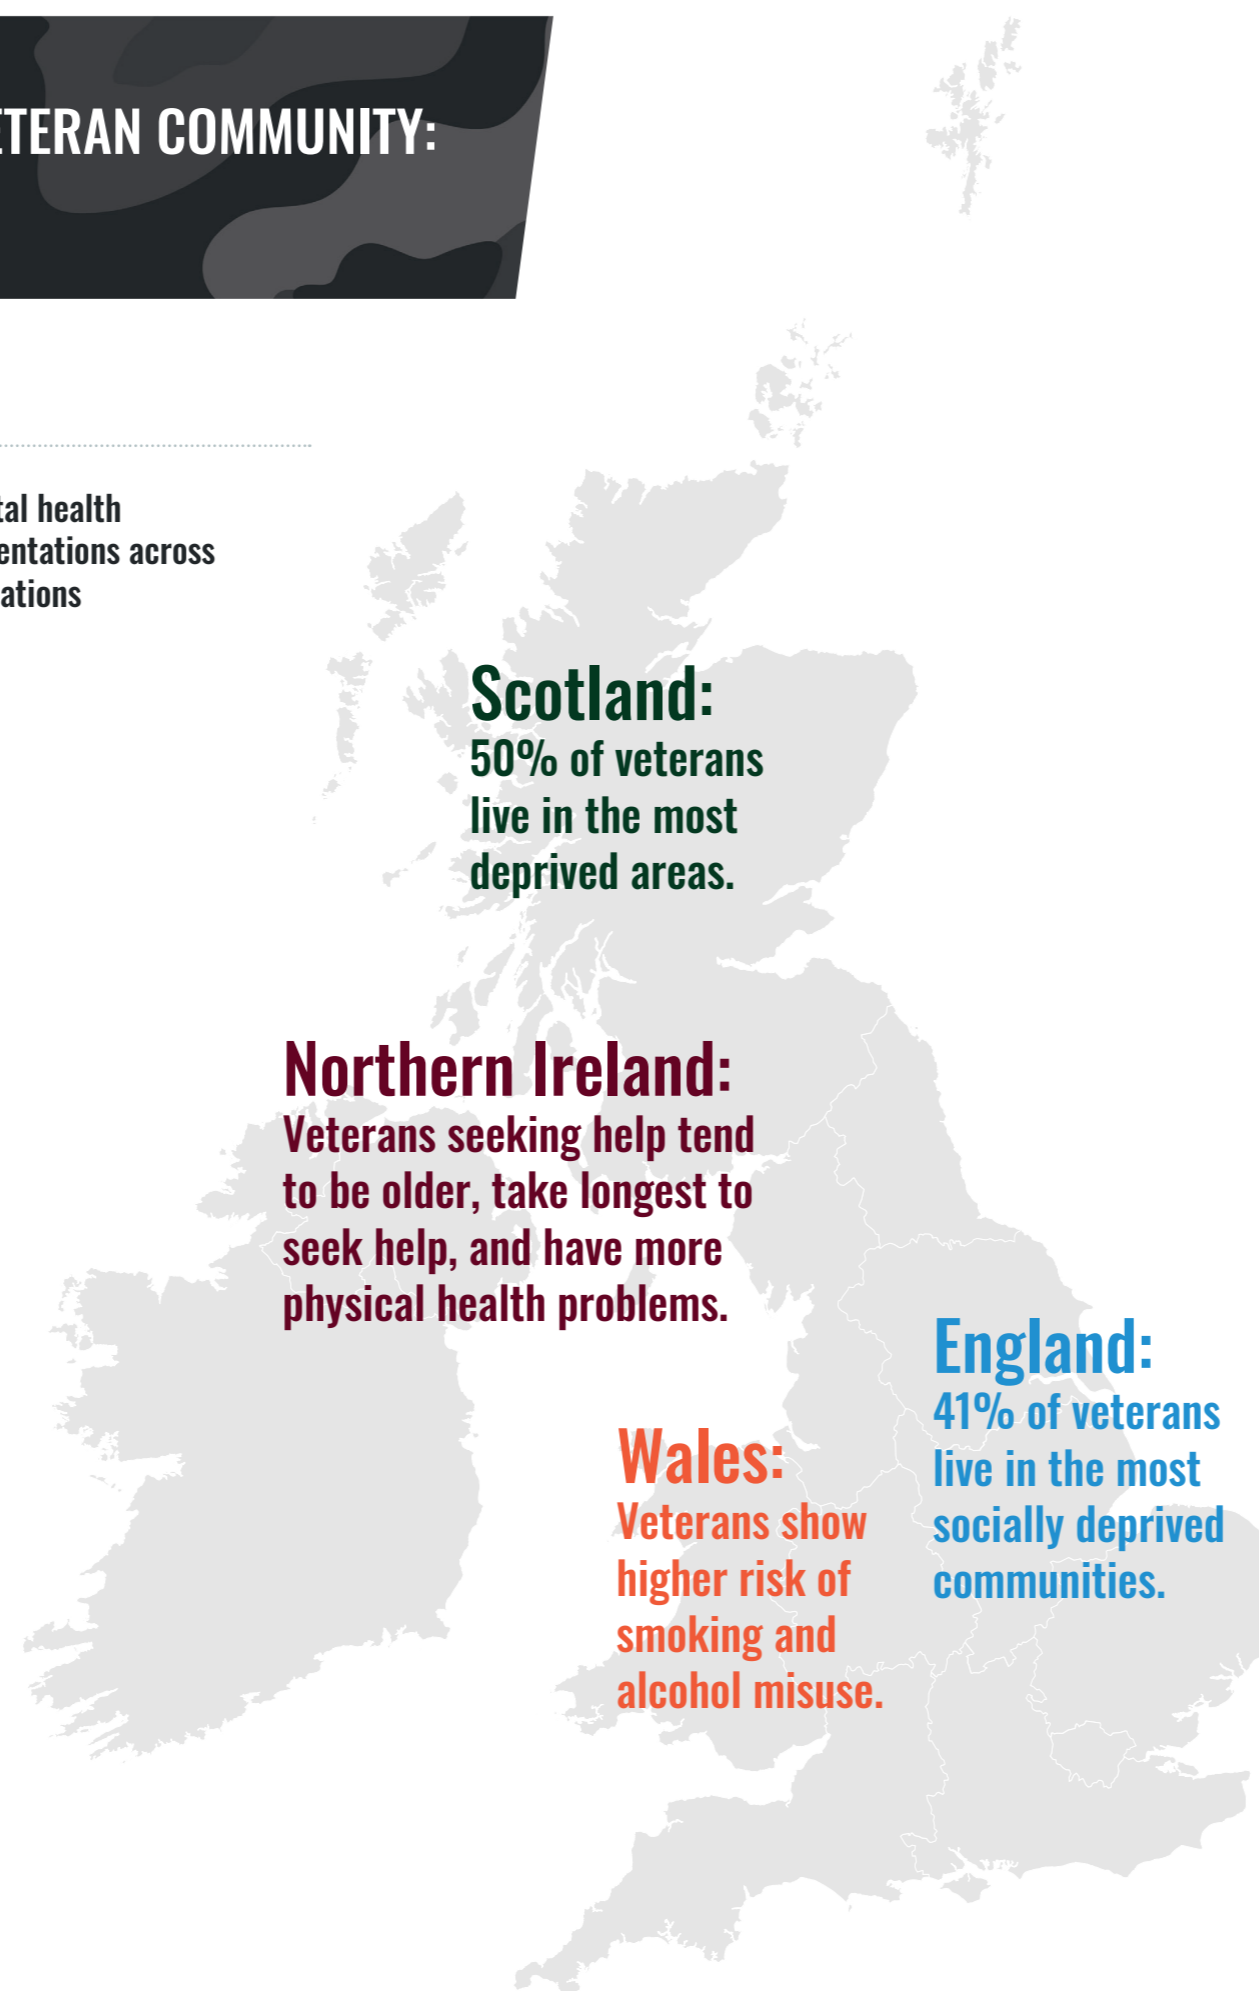 ETERAN COMMUNITY:
tal health
entations across
ations
Scotland:
50% of veterans
live in the most
deprived areas.
Northern Ireland:
Veterans seeking help tend
to be older, take longest to
seek help, and have more
physical health problems.
England:
41% of veterans
live in the most
socially deprived
communities.
Wales:
Veterans show
higher risk of
smoking and
alcohol misuse.